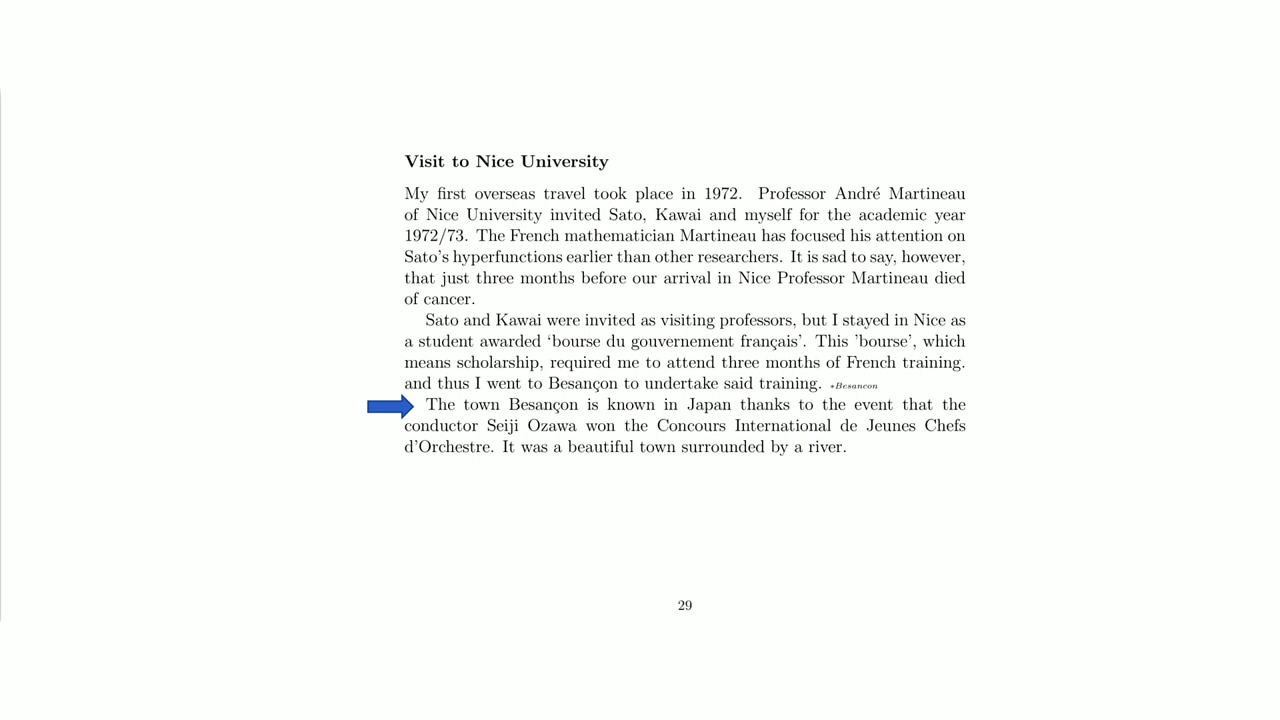 Visit to Nice University
My first overseas travel took place in 1972. Professor André Martineau
of Nice University invited Sato, Kawai and myself for the academic year
1972/73. The French mathematician Martineau has focused his attention on
Sato's hyperfunctions earlier than other researchers. It is sad to say, however,
that just three months before our arrival in Nice Professor Martineau died
of cancer.
Sato and Kawai were invited as visiting professors, but I stayed in Nice as
a student awarded ‘bourse du gouvernement français’. This ’bourse’, which
means scholarship, required me to attend three months of French training.
and thus I went to Besançon to undertake said training. *Besancon
The town Besançon is known in Japan thanks to the event that the
conductor Seiji Ozawa won the Concours International de Jeunes Chefs
d’Orchestre. It was a beautiful town surrounded by a river.
29